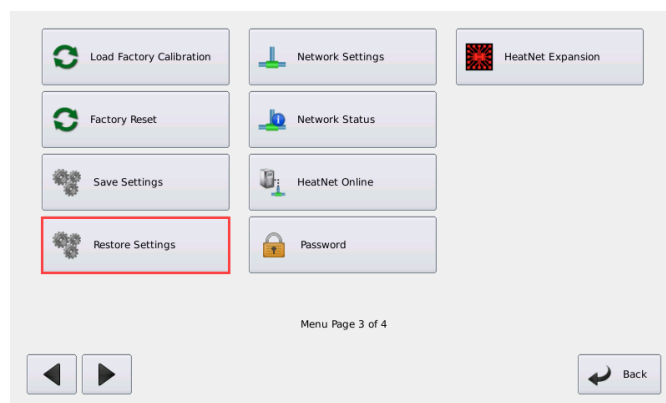 Load Factory Calibration
Network Settings
HeatNet Expansion
Factory Reset
Network Status
Save Settings
HeatNet Online
Restore Settings
Password
Menu Page 3 of 4
Back